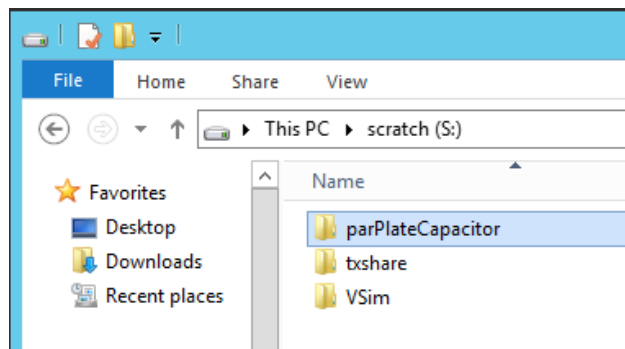 File Home Share View
This PC scratch (S:)
Favorites
Desktop
Downloads
Recent places
Name
parPlateCapacitor
txshare
VSim